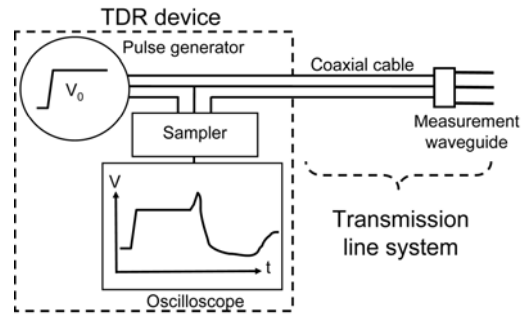 TDR device
Pulse generator
V₀
Coaxial cable
Sampler
Measurement
waveguide
V
t
Oscilloscope
Transmission
line system